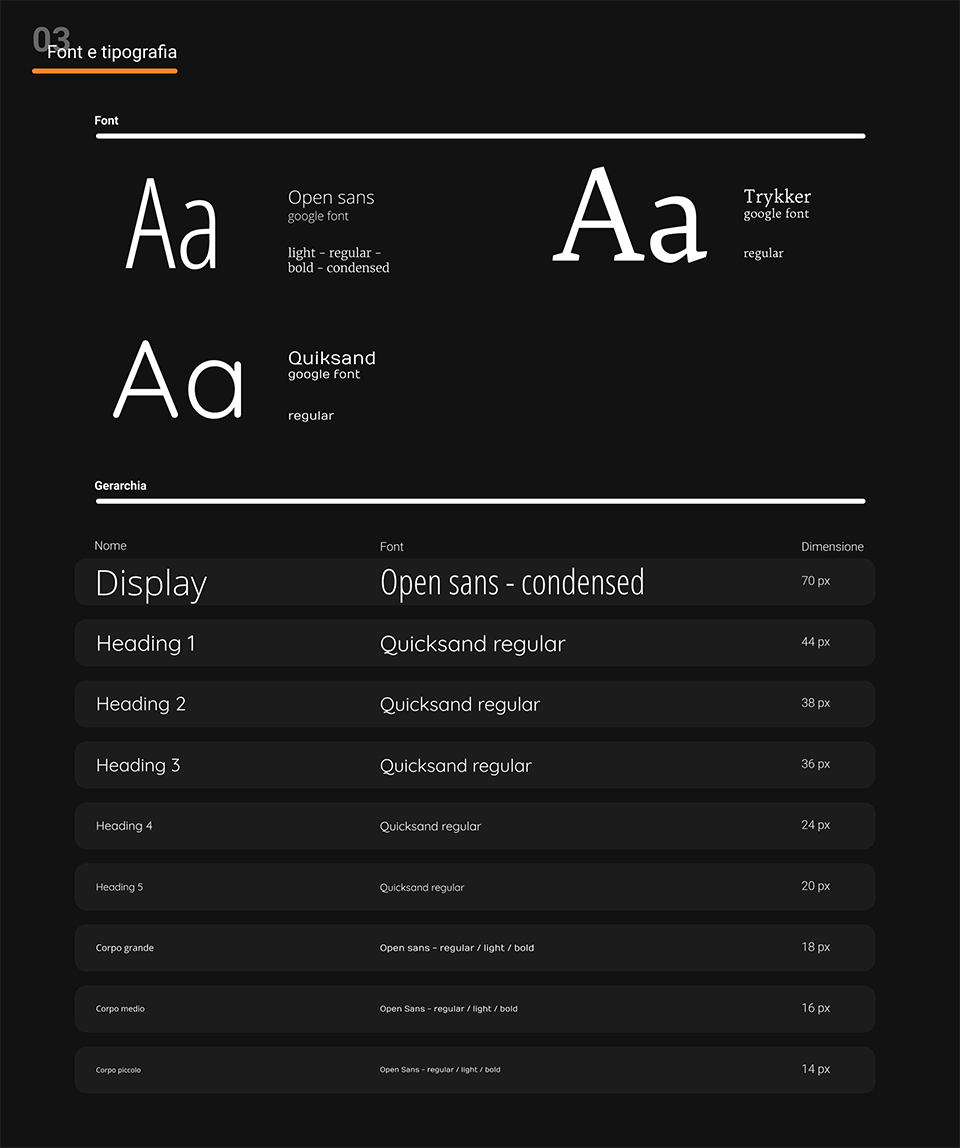 03
Font e tipografia
Font
Aa
Open sans
google font
light - regular -
bold - condensed
Aa
Trykker
google font
regular
Aa
Quiksand
google font
regular
Gerarchia
Nome Font Dimensione
Display Open sans - condensed 70 px
Heading 1 Quicksand regular 44 px
Heading 2 Quicksand regular 38 px
Heading 3 Quicksand regular 36 px
Heading 4 Quicksand regular 24 px
Heading 5 Quicksand regular 20 px
Corpo grande Open sans - regular / light / bold 18 px
Corpo medio Open Sans - regular / light / bold 16 px
Corpo piccolo Open Sans - regular / light / bold 14 px